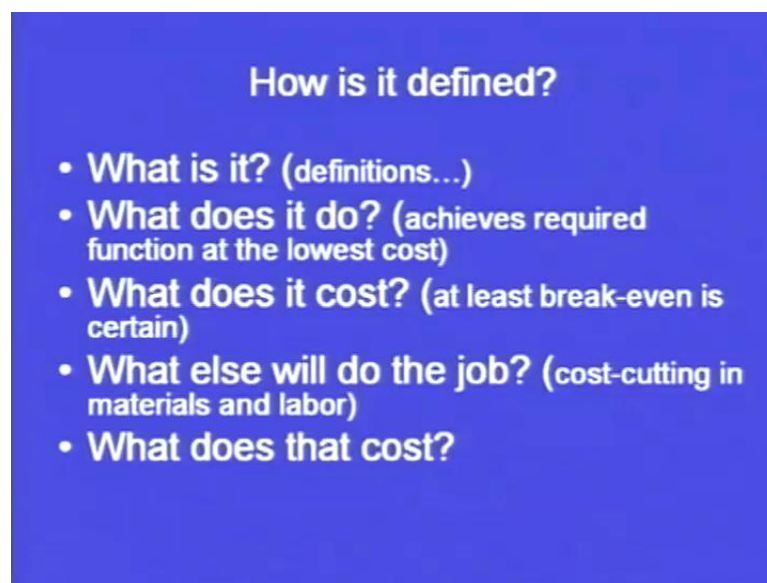 How is it defined?
• What is it? (definitions...)
• What does it do? (achieves required
function at the lowest cost)
• What does it cost? (at least break-even is
certain)
• What else will do the job? (cost-cutting in
materials and labor)
• What does that cost?